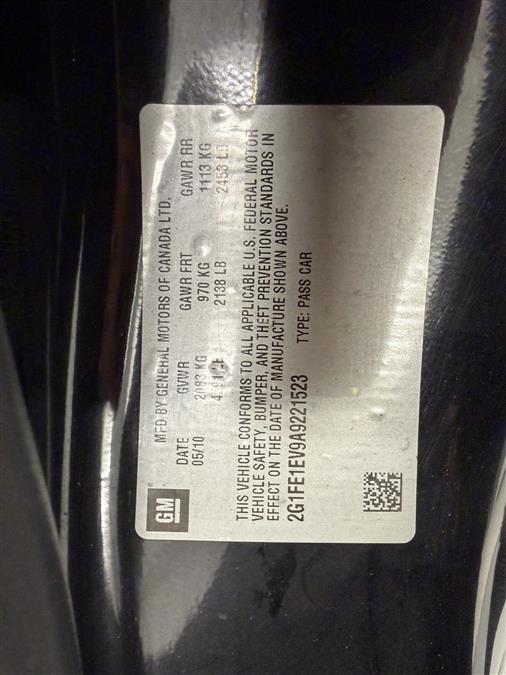 GM
MFD BY GENERAL MOTORS OF CANADA LTD.
DATE GVWR GAWR FRT GAWR RR
05/10 2083 KG 970 KG 1113 KG
2138 LB 2453 LB
THIS VEHICLE CONFORMS TO ALL APPLICABLE U.S. FEDERAL MOTOR
VEHICLE SAFETY, BUMPER, AND THEFT PREVENTION STANDARDS IN
EFFECT ON THE DATE OF MANUFACTURE SHOWN ABOVE.
2G1FE1EV9A9221523 TYPE: PASS CAR